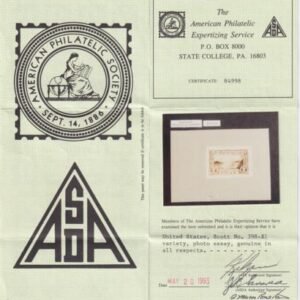 AMERICAN PHILATELIC SOCIETY
SEPT. 14, 1886
ASDA
The
American Philatelic
Expertizing Service
P.O. BOX 8000
STATE COLLEGE, PA. 16803
CERTIFICATE 84998
Members of The American Philatelic Expertizing Service have
examined the item submitted and it is their opinion that it is
United States, Scott No.
variety, photo essay, genuine in
all respects.
Date MAY 20 1993